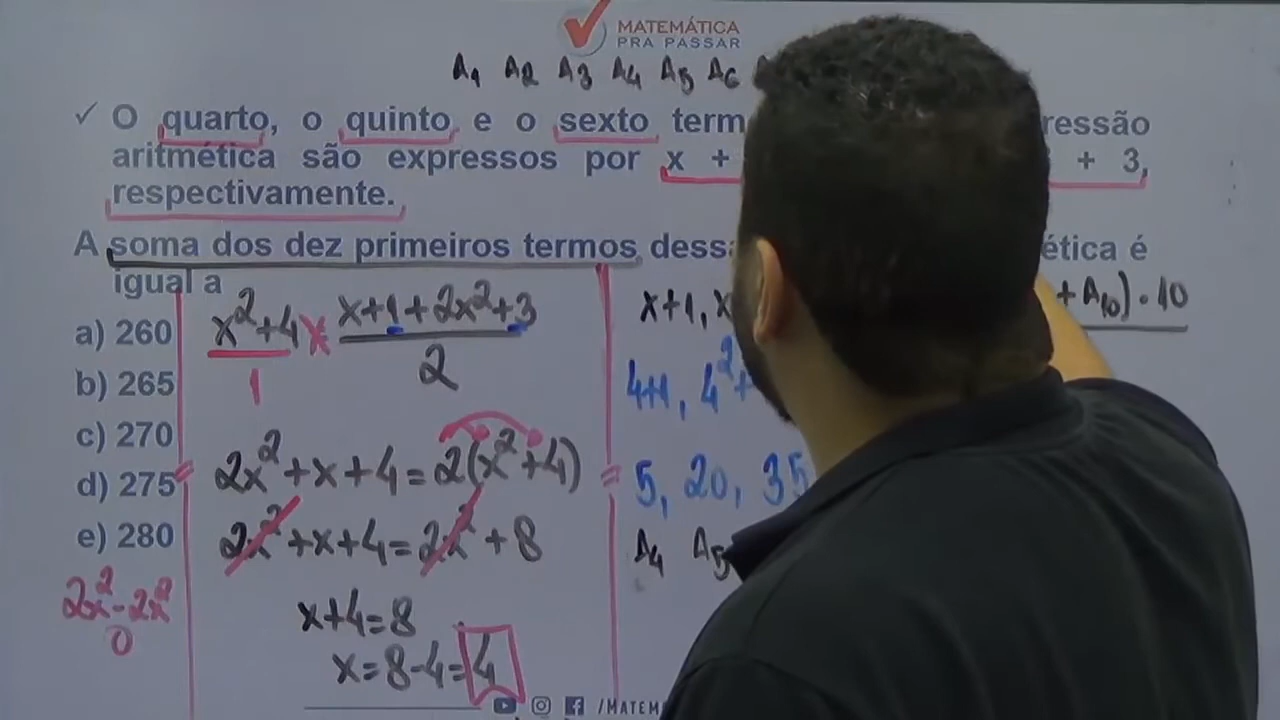 MATEMÁTICA
PRA PASSAR
A1 A2 A3 A4 A5 A6
✓ O quarto, o quinto e o sexto term ressão
aritmética são expressos por x + + 3,
respectivamente.
A soma dos dez primeiros termos dess ética é
igual a
a) 260
b) 265
c) 270
d) 275
e) 280
2x²-2x²
0
x²+4 x x+1+2x²+3
1 2
2x²+x+4=2(x²+4)
2x²+x+4=2x²+8
x+4=8
x=8-4=4
x+1, x
4+1, 4²+
5, 20, 35
A4 A5
+A10).10
/MATEM